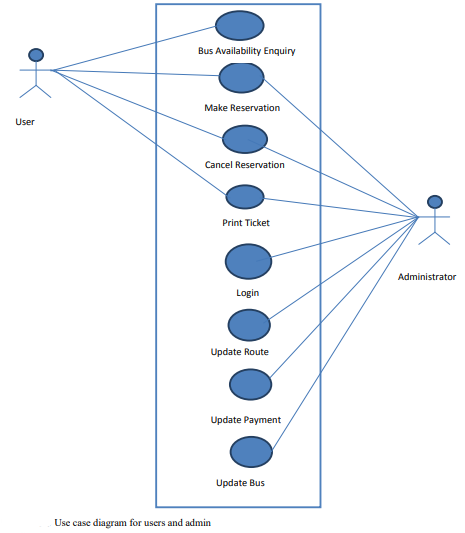 Bus Availability Enquiry
Make Reservation
User
Cancel Reservation
Print Ticket
Administrator
Login
Update Route
Update Payment
Update Bus
Use case diagram for users and admin